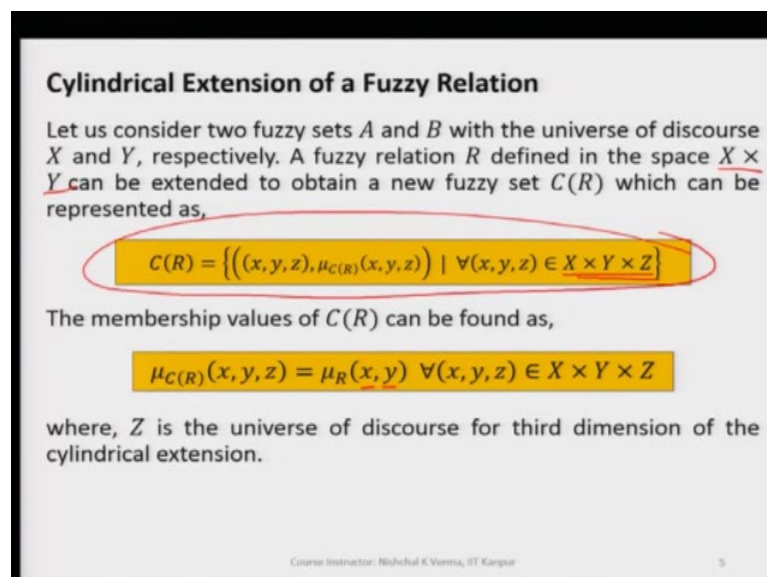 Cylindrical Extension of a Fuzzy Relation
Let us consider two fuzzy sets A and B with the universe of discourse
X and Y, respectively. A fuzzy relation R defined in the space X ×
Y can be extended to obtain a new fuzzy set C(R) which can be
represented as,
C(R) = {((x, y, z), μ_{C(R)}(x, y, z)) | ∀(x, y, z) ∈ X × Y × Z}
The membership values of C(R) can be found as,
μ_{C(R)}(x, y, z) = μ_R(x, y) ∀(x, y, z) ∈ X × Y × Z
where, Z is the universe of discourse for third dimension of the
cylindrical extension.
Course Instructor: Nishchal K Verma, IIT Kanpur
5